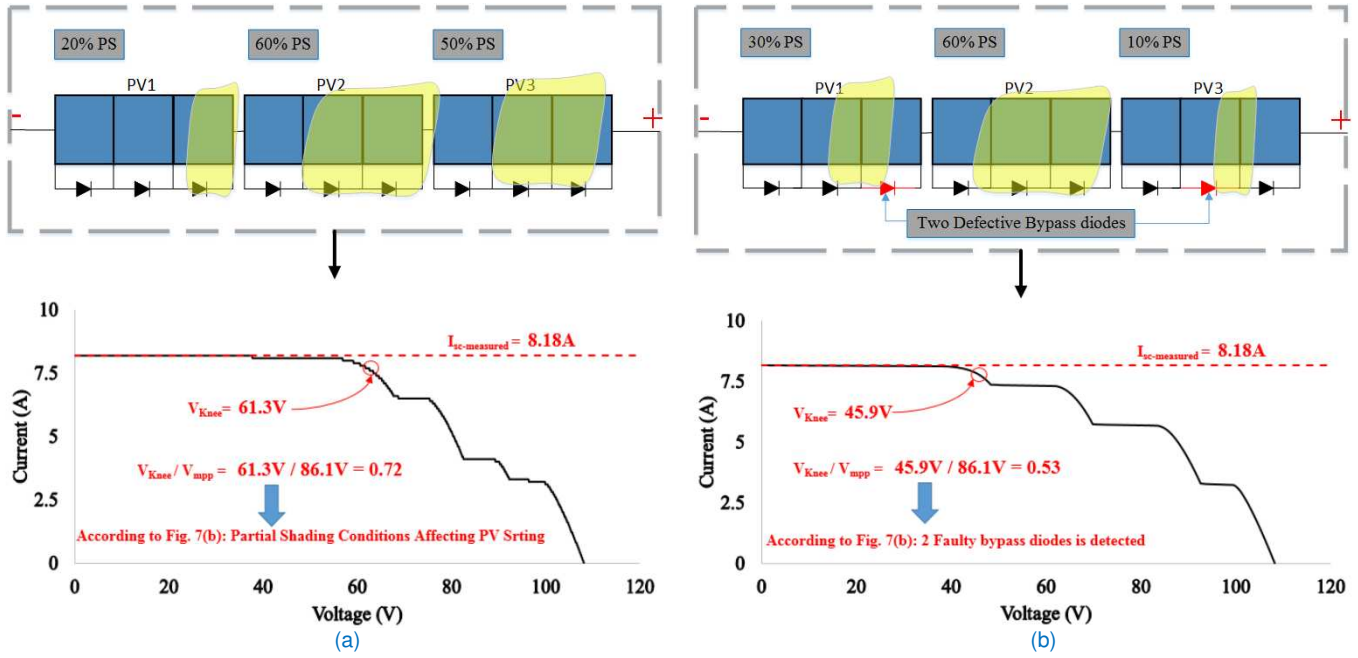 20% PS 60% PS 50% PS
PV1 PV2 PV3
- +
10
7.5
5
2.5
0
Current (A)
Isc-measured = 8.18A
VKnee= 61.3V
VKnee / Vmpp = 61.3V / 86.1V = 0.72
According to Fig. 7(b): Partial Shading Conditions Affecting PV Srting
0 20 40 60 80 100 120
Voltage (V)
(a)
30% PS 60% PS 10% PS
PV1 PV2 PV3
- +
Two Defective Bypass diodes
10
7.5
5
2.5
0
Current (A)
Isc-measured = 8.18A
VKnee= 45.9V
VKnee / Vmpp = 45.9V / 86.1V = 0.53
According to Fig. 7(b): 2 Faulty bypass diodes is detected
0 20 40 60 80 100 120
Voltage (V)
(b)